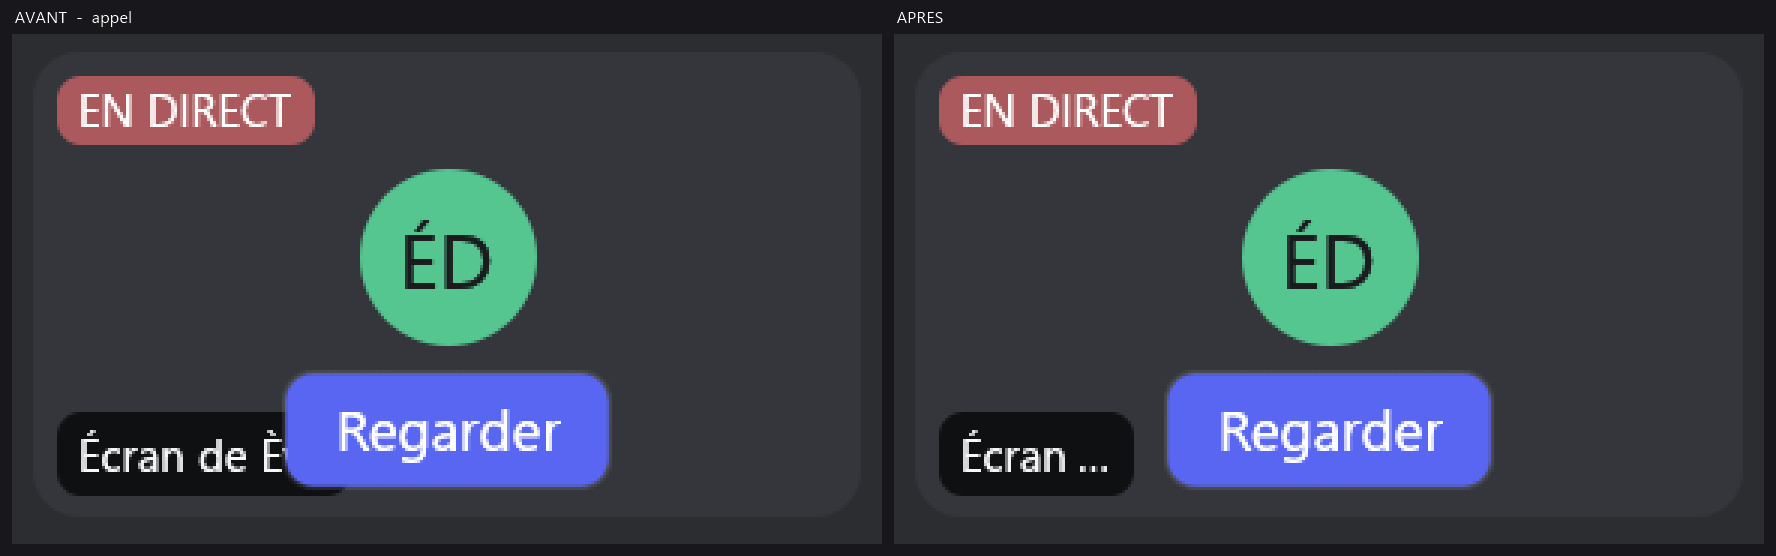 AVANT - appel
EN DIRECT
ÉD
Regarder
Écran de
APRES
EN DIRECT
ÉD
Regarder
Écran ...